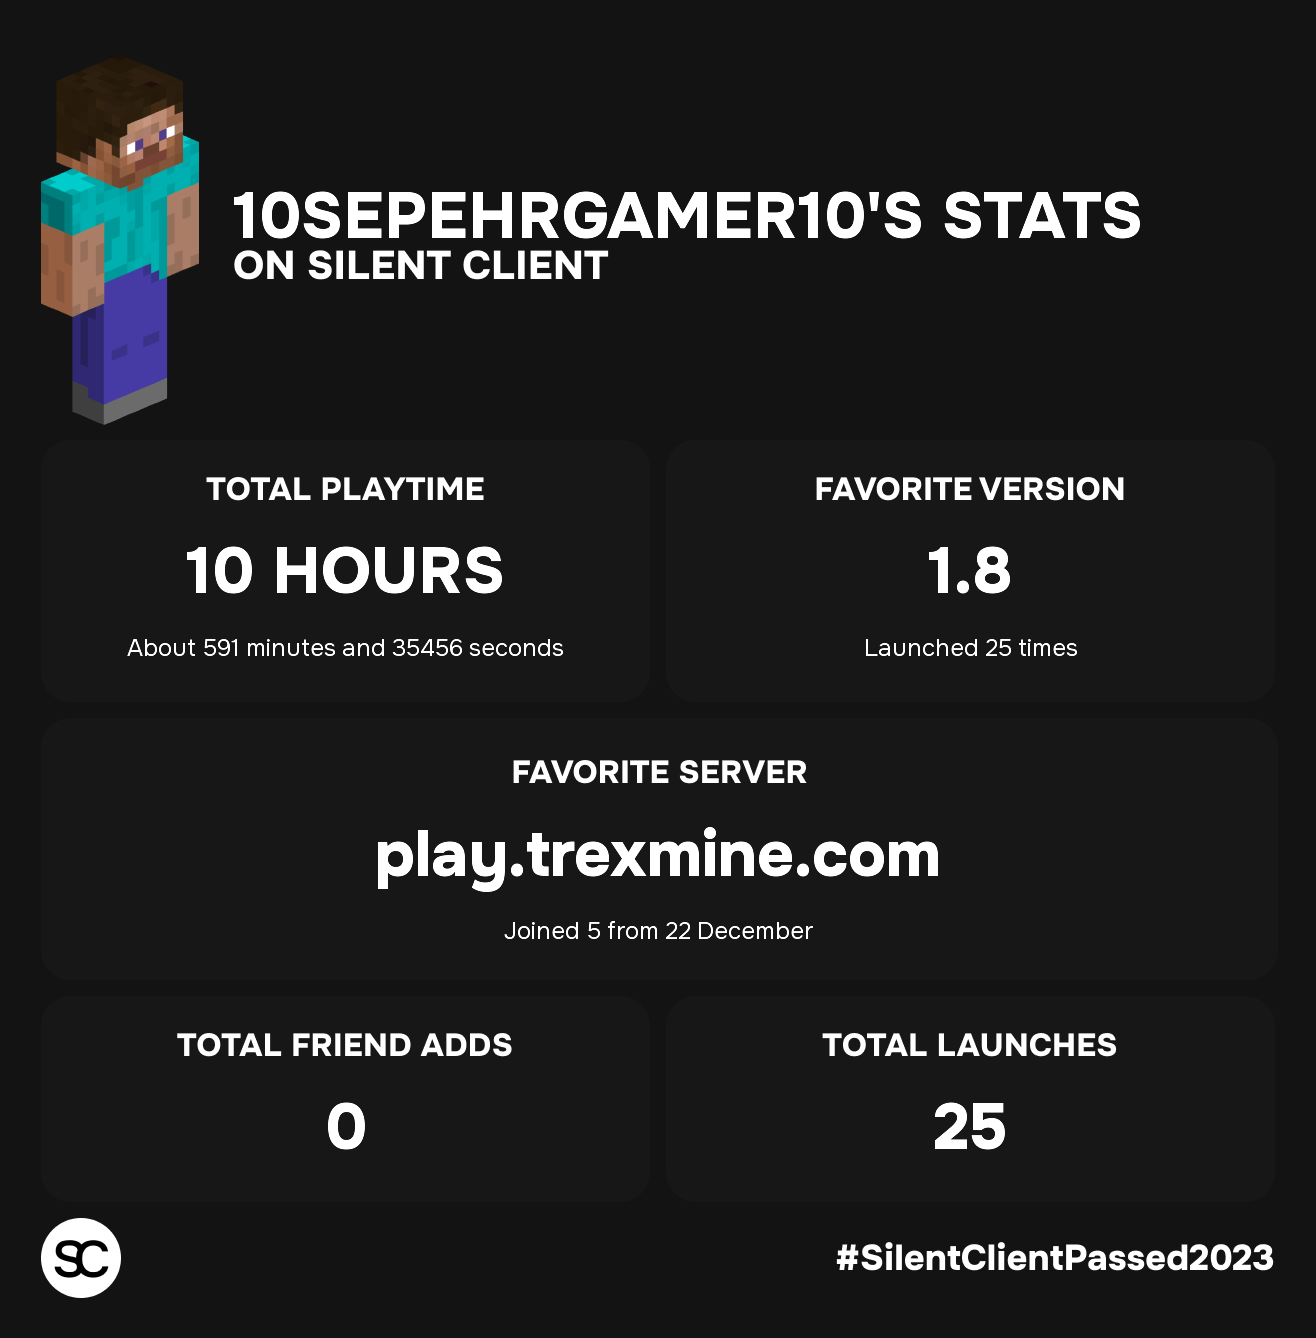 10SEPEHRGAMER10'S STATS
ON SILENT CLIENT
TOTAL PLAYTIME
10 HOURS
About 591 minutes and 35456 seconds
FAVORITE VERSION
1.8
Launched 25 times
FAVORITE SERVER
play.trexmine.com
Joined 5 from 22 December
TOTAL FRIEND ADDS
0
TOTAL LAUNCHES
25
SC
#SilentClientPassed2023